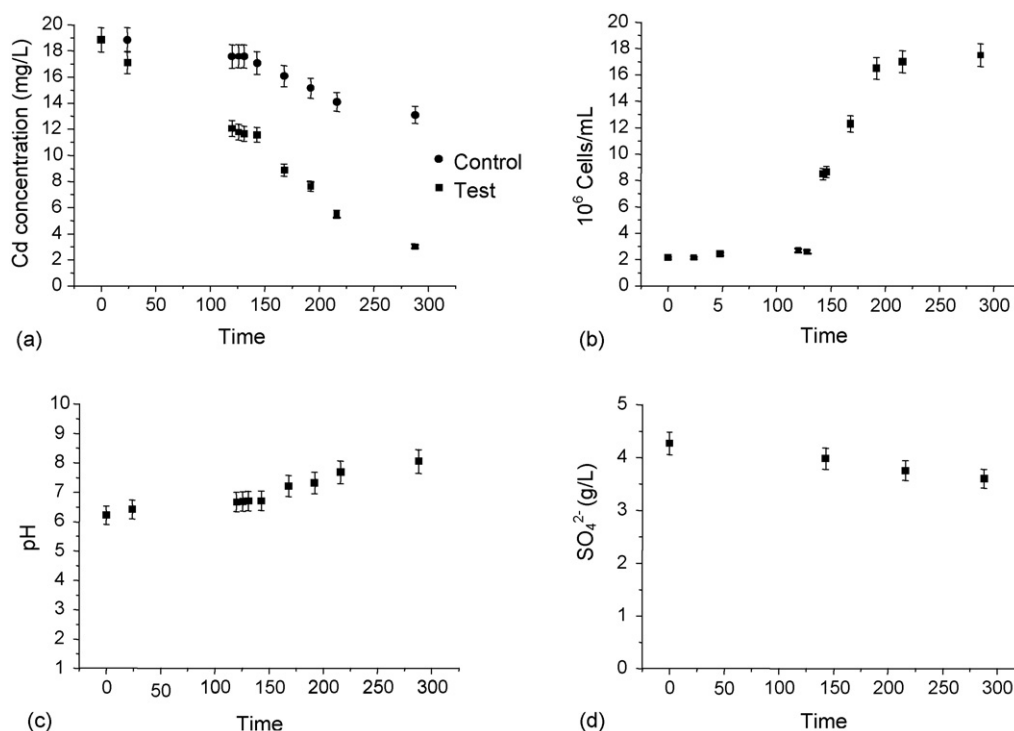 20
18
16
14
12
10
8
6
4
2
0
Cd concentration (mg/L)
0 50 100 150 200 250 300
Time
(a)
Control
Test
20
18
16
14
12
10
8
6
4
2
0
10⁶ Cells/mL
0 5 100 150 200 250 300
Time
(b)
10
9
8
7
6
5
4
3
2
1
pH
0 50 100 150 200 250 300
Time
(c)
5
4
3
2
1
0
SO₄²⁻ (g/L)
0 50 100 150 200 250 300
Time
(d)